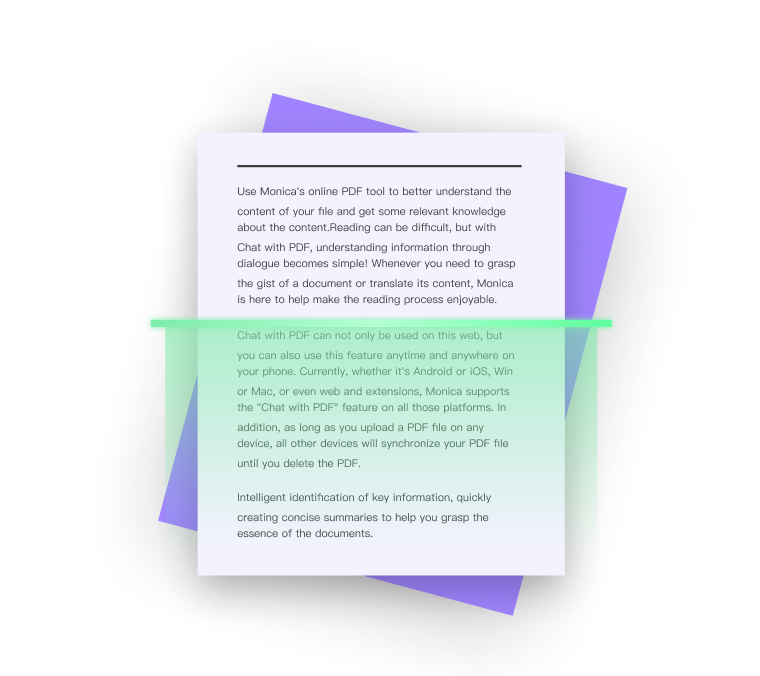 Use Monica's online PDF tool to better understand the
content of your file and get some relevant knowledge
about the content.Reading can be difficult, but with
Chat with PDF, understanding information through
dialogue becomes simple! Whenever you need to grasp
the gist of a document or translate its content, Monica
is here to help make the reading process enjoyable.
Chat with PDF can not only be used on this web, but
you can also use this feature anytime and anywhere on
your phone. Currently, whether it's Android or iOS, Win
or Mac, or even web and extensions, Monica supports
the "Chat with PDF" feature on all those platforms. In
addition, as long as you upload a PDF file on any
device, all other devices will synchronize your PDF file
until you delete the PDF.
Intelligent identification of key information, quickly
creating concise summaries to help you grasp the
essence of the documents.